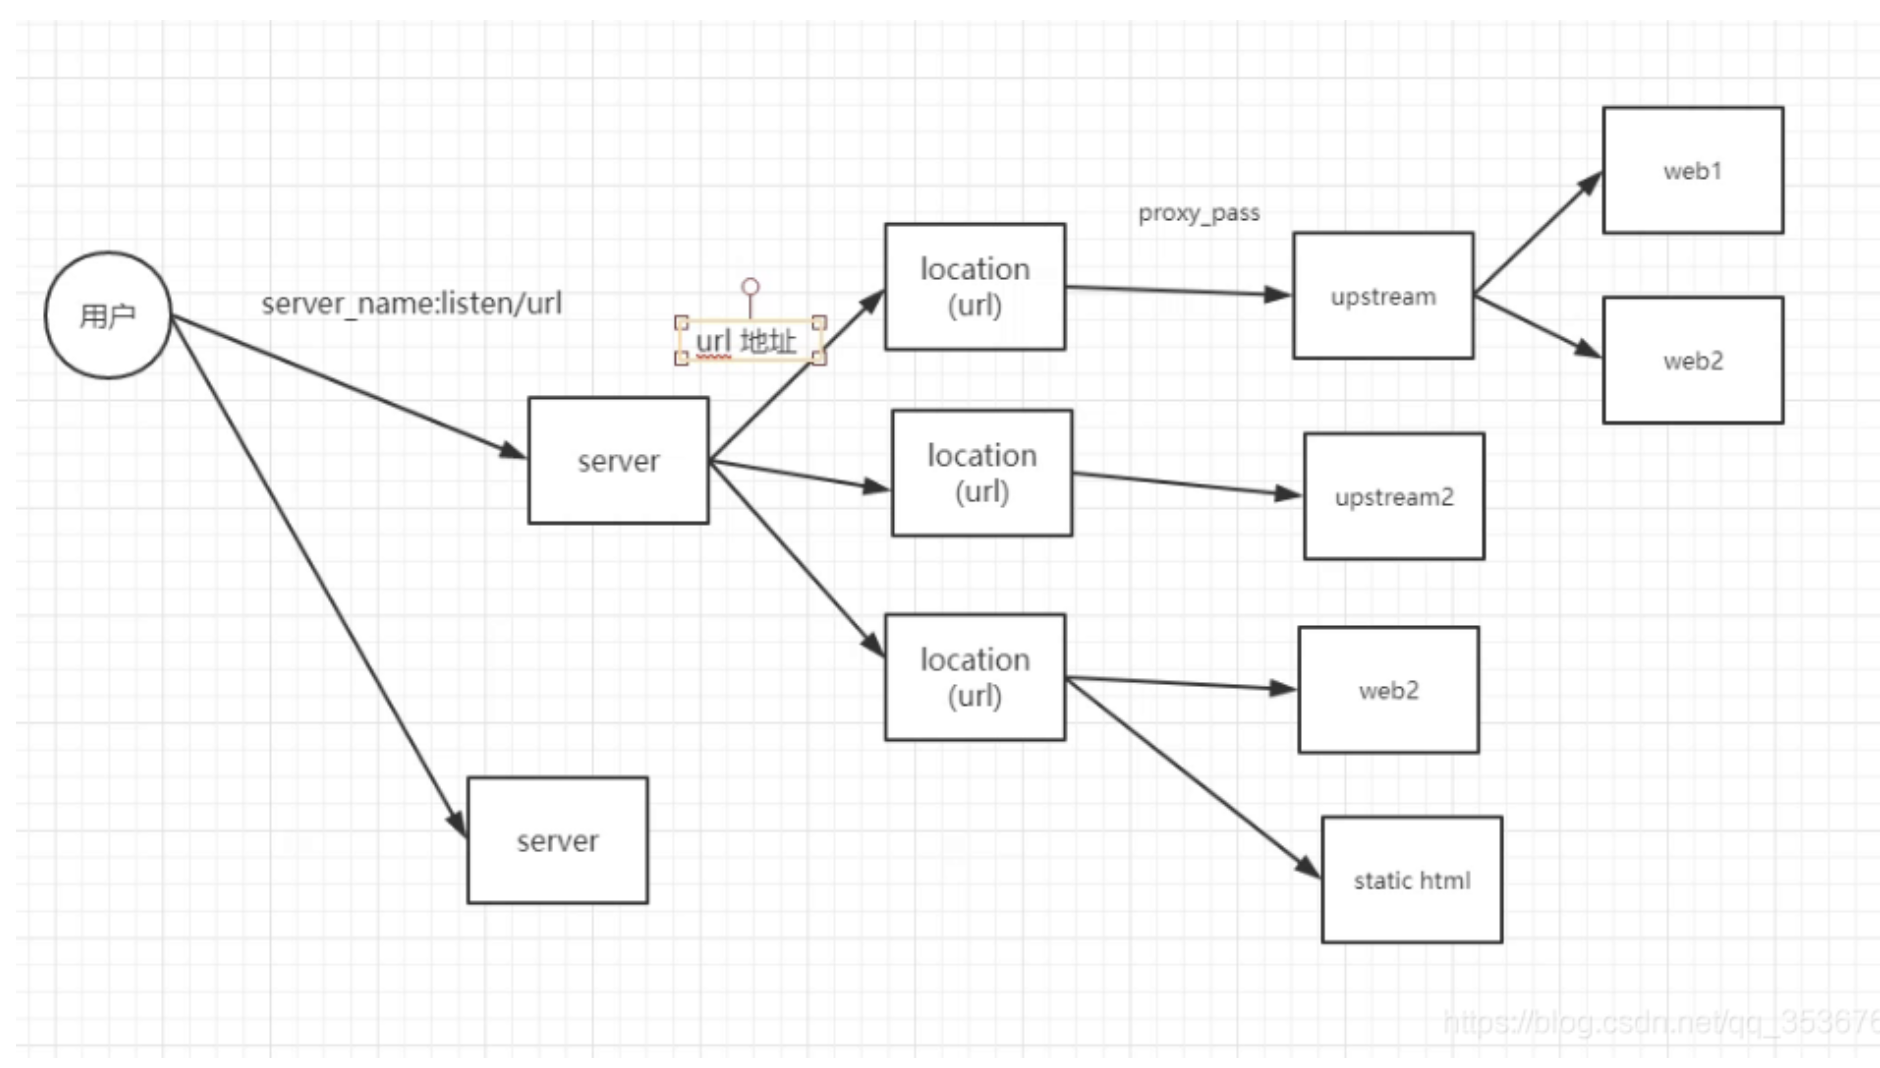 web1
proxy_pass
location
(url)
upstream
用户
server_name:listen/url
url 地址
web2
server
location
(url)
upstream2
location
(url)
web2
server
static html
https://blog.csdn.net/qq_353676